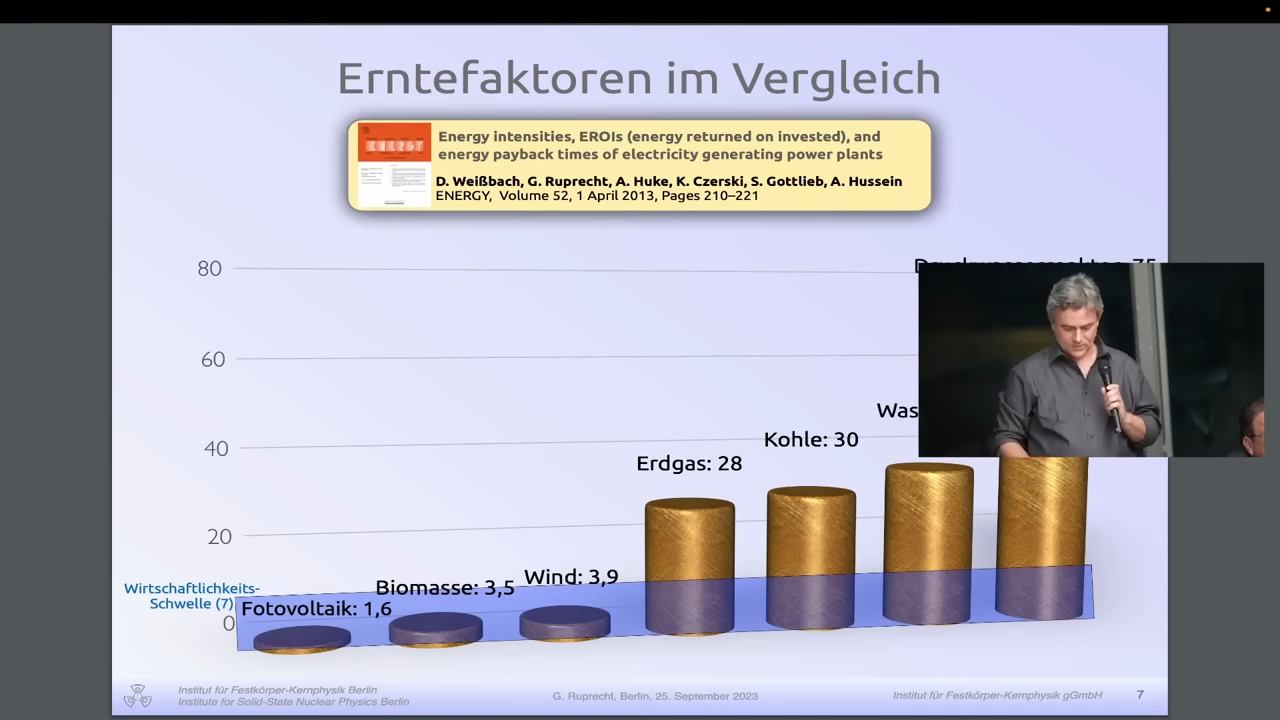 Erntefaktoren im Vergleich
ENERGY
Energy intensities, EROIs (energy returned on invested), and
energy payback times of electricity generating power plants
D. Weißbach, G. Ruprecht, A. Huke, K. Czerski, S. Gottlieb, A. Hussein
ENERGY, Volume 52, 1 April 2013, Pages 210–221
80
60
40
20
0
75
Kohle: 30
Erdgas: 28
Wind: 3,9
Biomasse: 3,5
Fotovoltaik: 1,6
Wirtschaftlichkeits-
Schwelle (7)
Institut für Festkörper-Kernphysik Berlin
Institute for Solid-State Nuclear Physics Berlin
G. Ruprecht, Berlin, 25. September 2023
Institut für Festkörper-Kernphysik gGmbH
7